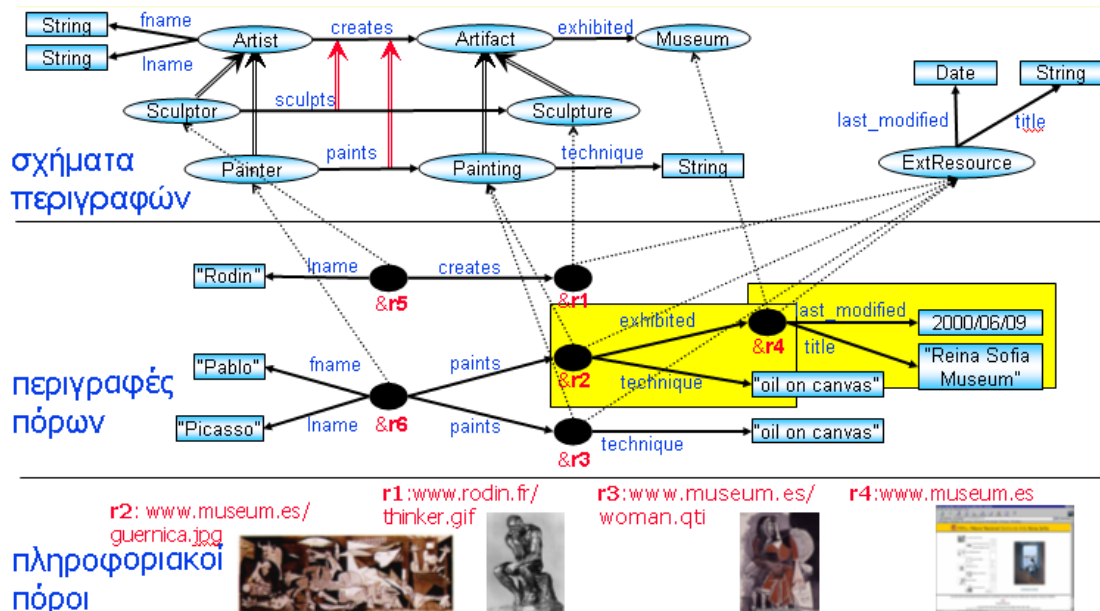 String
fname
Artist
creates
Artifact
exhibited
Museum
String
lname
Date
String
Sculptor
sculpts
Sculpture
last_modified
title
σχήματα
περιγραφών
Painter
paints
Painting
technique
String
ExtResource
"Rodin"
lname
&r5
creates
&r1
exhibited
last_modified
2000/06/09
&r4
title
"Reina Sofia
Museum"
περιγραφές
πόρων
"Pablo"
fname
paints
&r2
technique
"oil on canvas"
"Picasso"
lname
&r6
paints
&r3
technique
"oil on canvas"
r2: www.museum.es/
guernica.jpg
r1:www.rodin.fr/
thinker.gif
r3:www.museum.es/
woman.qti
r4:www.museum.es
πληροφοριακοί
πόροι